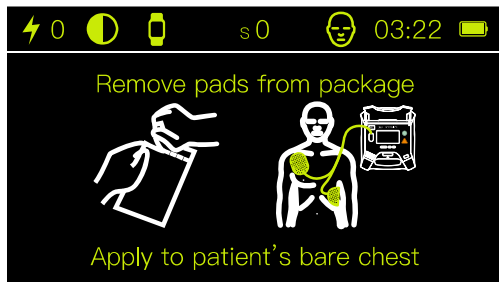 0 s 0 03:22
Remove pads from package
Apply to patient's bare chest